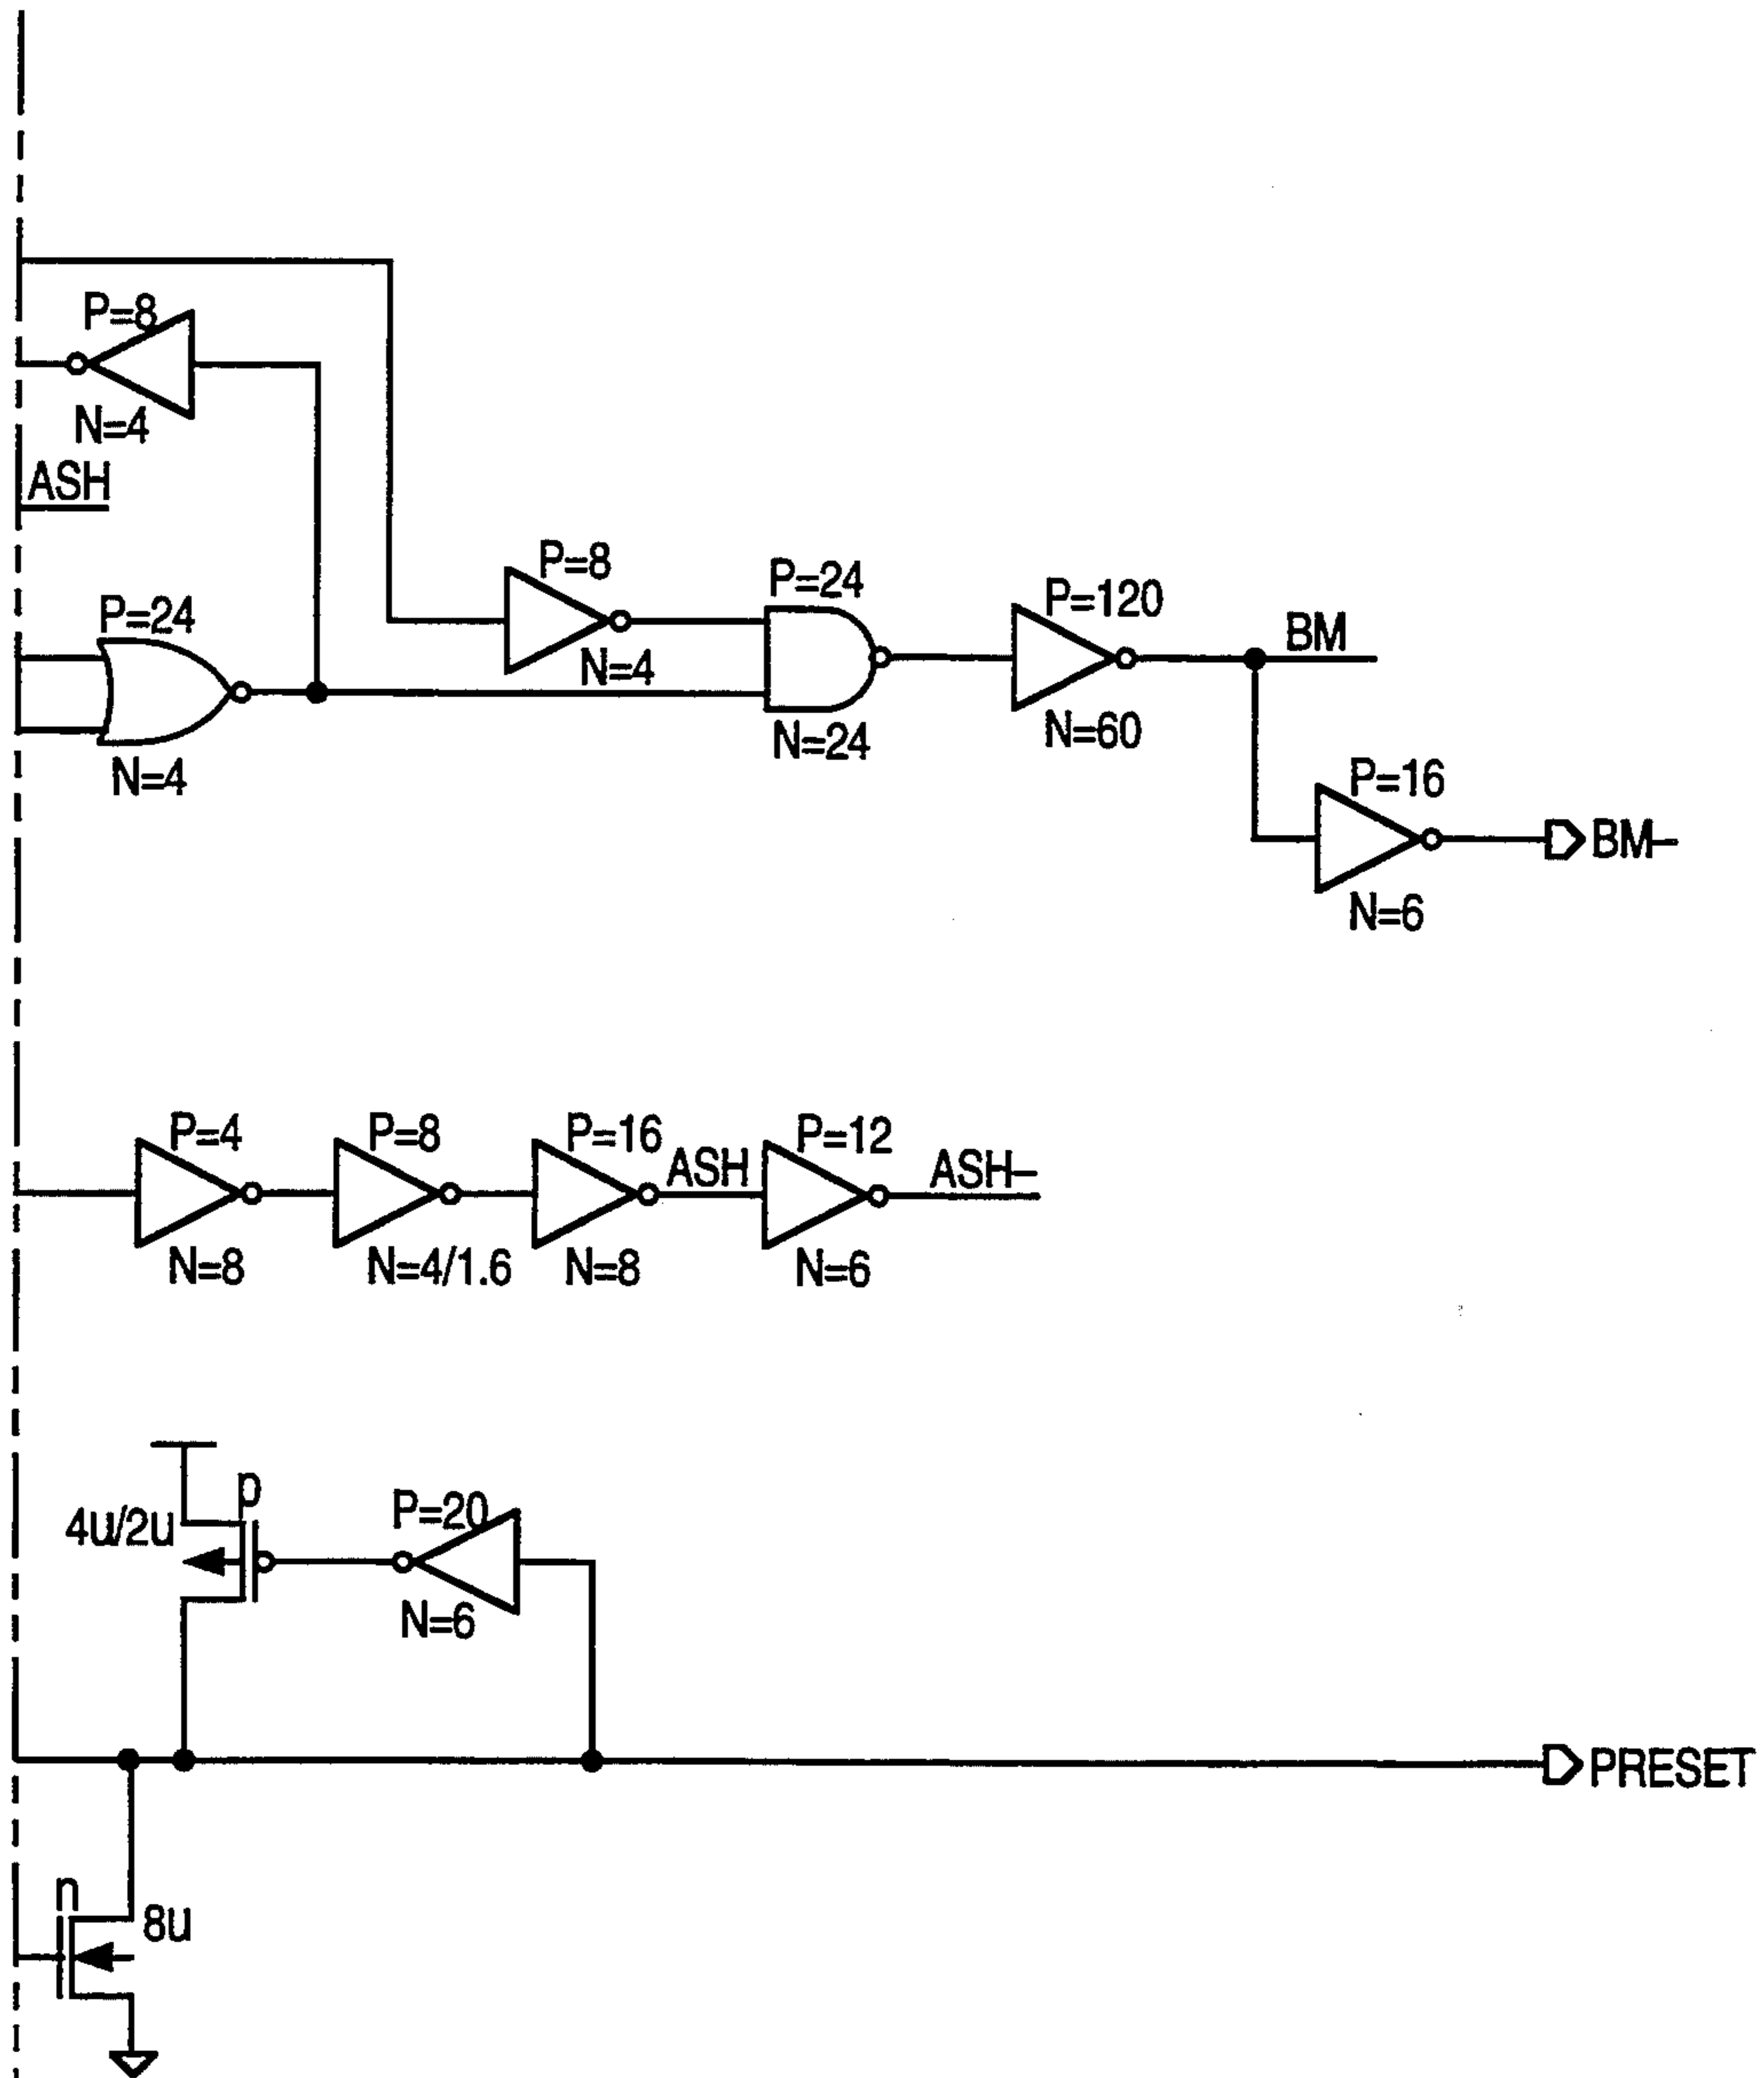 P=8
N=4
ASH
P=24
N=4
P=8
N=4
P=24
N=24
P=120
N=60
BM
P=16
BM–
N=6
P=4
N=8
P=8
N=4/1.6
P=16
N=8
ASH
P=12
N=6
ASH–
p
4u/2u
P=20
N=6
PRESET
n
8u